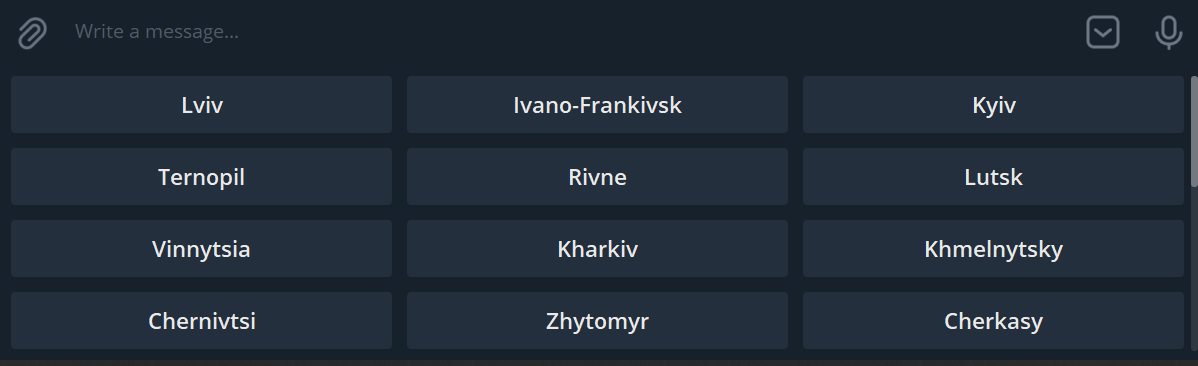 Write a message...
Lviv
Ivano-Frankivsk
Kyiv
Ternopil
Rivne
Lutsk
Vinnytsia
Kharkiv
Khmelnytsky
Chernivtsi
Zhytomyr
Cherkasy